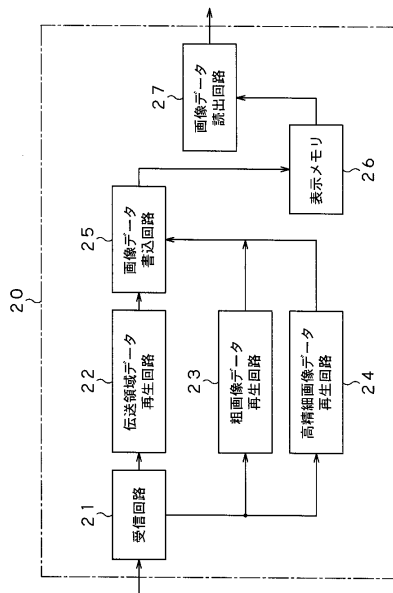 20
21
受信回路
22
伝送領域データ
再生回路
25
画像データ
書込回路
27
画像データ
読出回路
23
粗画像データ
再生回路
24
高精細画像データ
再生回路
26
表示メモリ